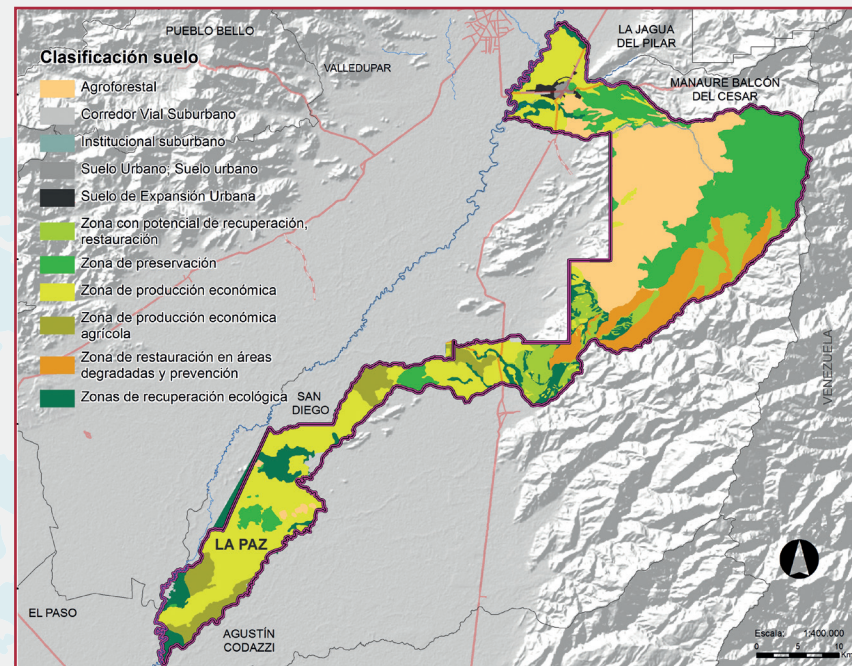 PUEBLO BELLO
LA JAGUA
DEL PILAR
Clasificación suelo
VALLEDUPAR
MANAURE BALCÓN
DEL CESAR
Agroforestal
Corredor Vial Suburbano
Institucional suburbano
Suelo Urbano; Suelo urbano
Suelo de Expansión Urbana
Zona con potencial de recuperación,
restauración
Zona de preservación
Zona de producción económica
Zona de producción económica
agrícola
Zona de restauración en áreas
degradadas y prevención
Zonas de recuperación ecológica
SAN
DIEGO
VENEZUELA
LA PAZ
EL PASO
AGUSTÍN
CODAZZI
Escala: 1:400.000
0 5 10
Km